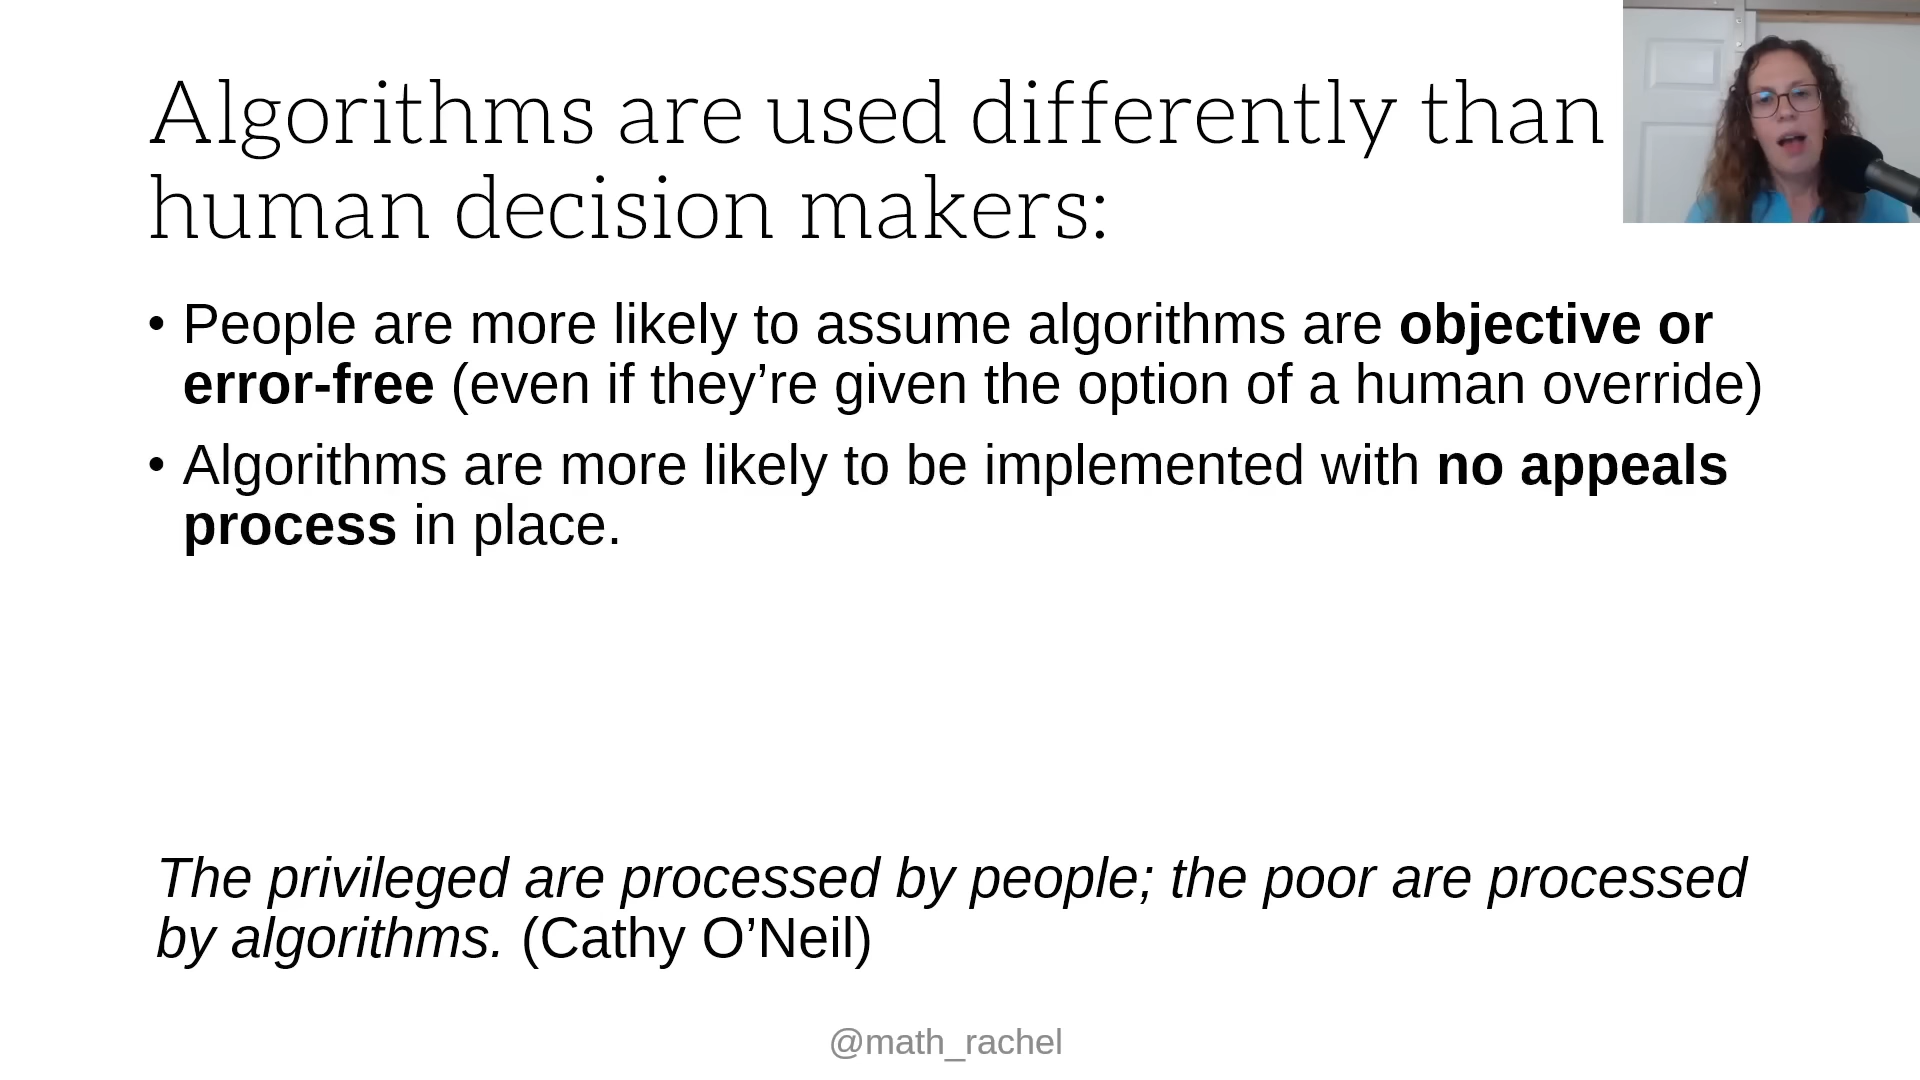 Algorithms are used differently than
human decision makers:
• People are more likely to assume algorithms are objective or
error-free (even if they’re given the option of a human override)
• Algorithms are more likely to be implemented with no appeals
process in place.
The privileged are processed by people; the poor are processed
by algorithms. (Cathy O’Neil)
@math_rachel